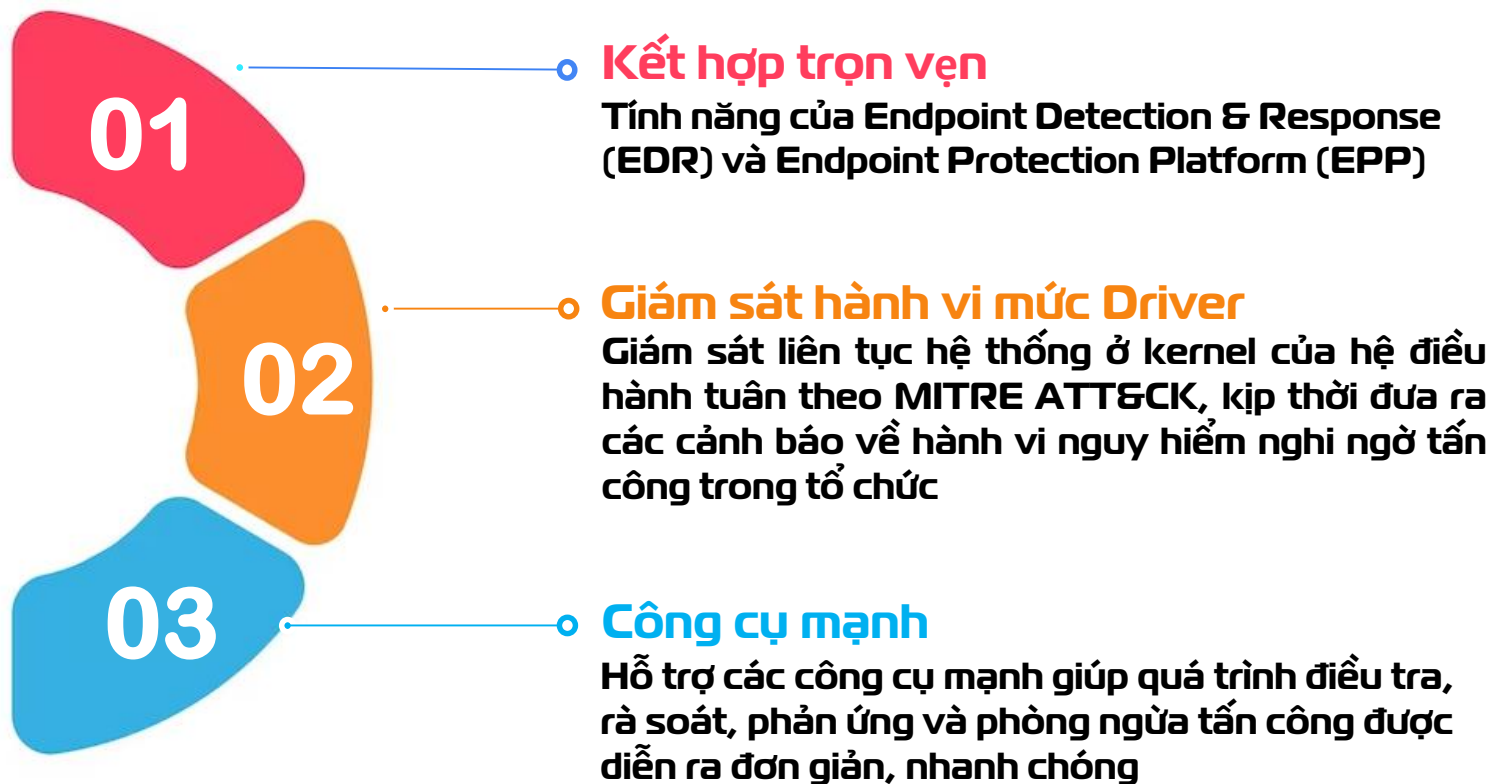 01
Kết hợp trọn vẹn
Tính năng của Endpoint Detection & Response
(EDR) và Endpoint Protection Platform (EPP)
02
Giám sát hành vi mức Driver
Giám sát liên tục hệ thống ở kernel của hệ điều
hành tuân theo MITRE ATT&CK, kịp thời đưa ra
các cảnh báo về hành vi nguy hiểm nghi ngờ tấn
công trong tổ chức
03
Công cụ mạnh
Hỗ trợ các công cụ mạnh giúp quá trình điều tra,
rà soát, phản ứng và phòng ngừa tấn công được
diễn ra đơn giản, nhanh chóng